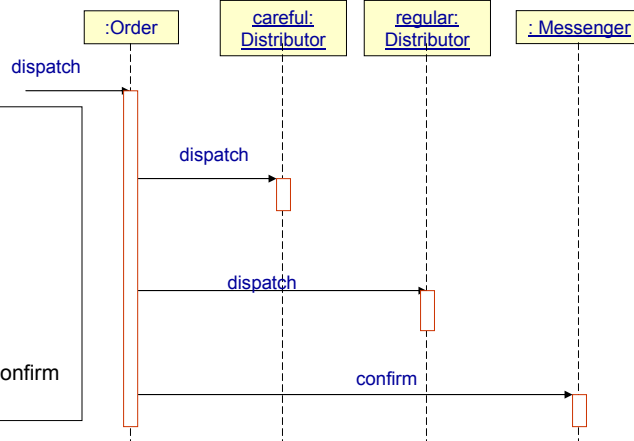 :Order
careful:
Distributor
regular:
Distributor
: Messenger
dispatch
dispatch
dispatch
onfirm
confirm